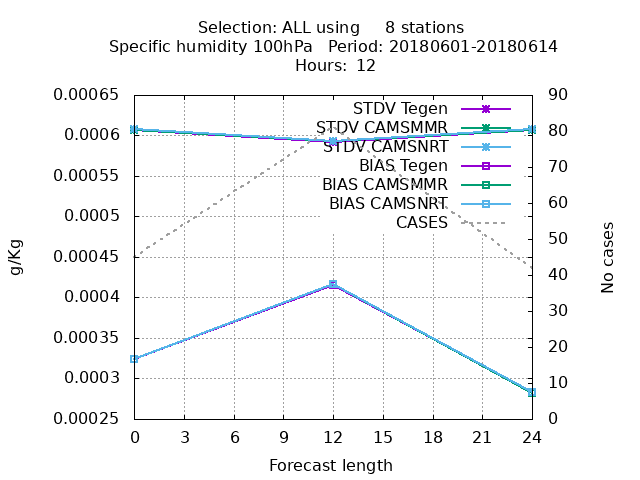 Selection: ALL using 8 stations
Specific humidity 100hPa Period: 20180601-20180614
Hours: 12
0.00065
0.0006
0.00055
0.0005
0.00045
0.0004
0.00035
0.0003
0.00025
g/Kg
STDV Tegen
STDV CAMSMMR
STDV CAMSNRT
BIAS Tegen
BIAS CAMSMMR
BIAS CAMSNRT
CASES
90
80
70
60
50
40
30
20
10
0
No cases
0 3 6 9 12 15 18 21 24
Forecast length